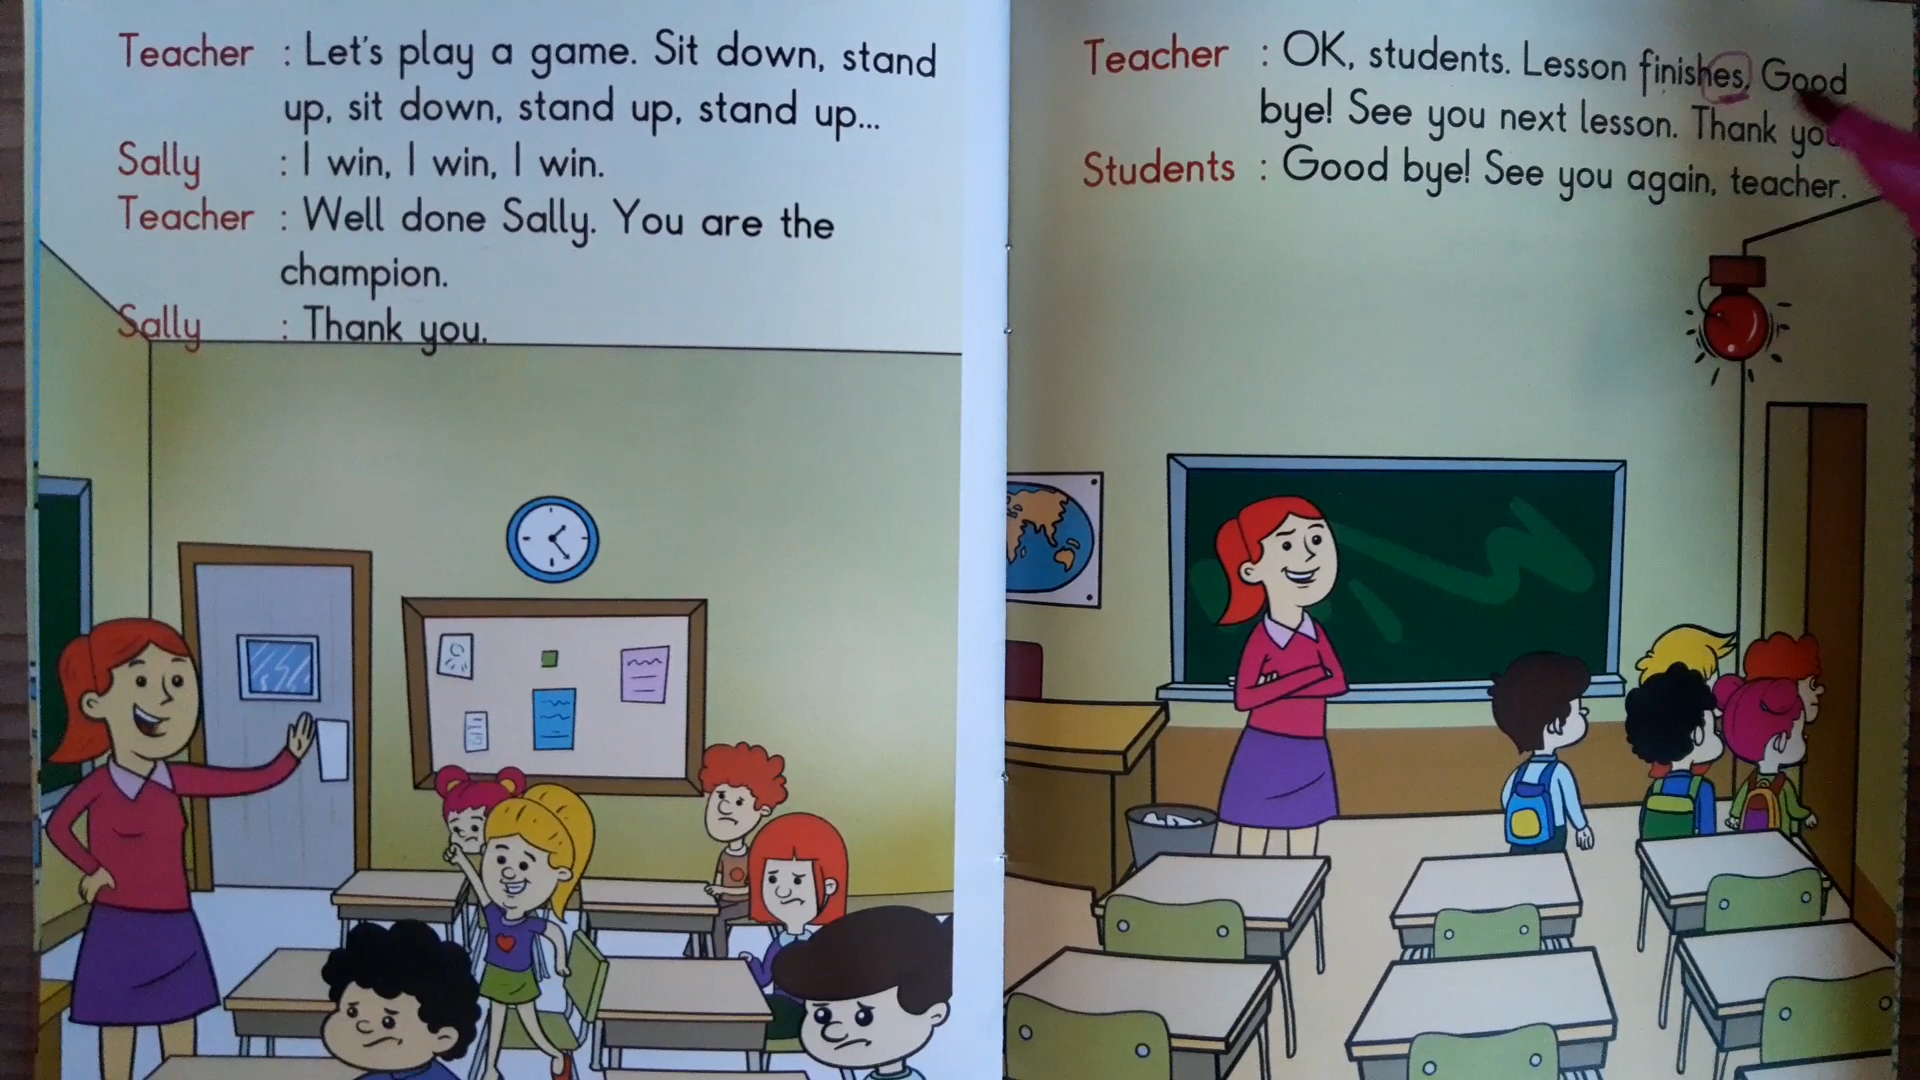 Teacher : Let's play a game. Sit down, stand
up, sit down, stand up, stand up...
Sally : I win, I win, I win.
Teacher : Well done Sally. You are the
champion.
Sally : Thank you.
Teacher : OK, students. Lesson finishes. Good
bye! See you next lesson. Thank
Students : Good bye! See you again, teacher.